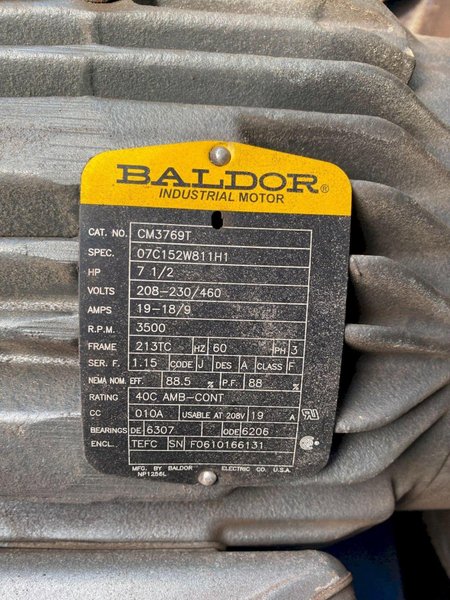 BALDOR®
INDUSTRIAL MOTOR
CAT. NO. CM3769T
SPEC. 07C152W811H1
HP 7 1/2
VOLTS 208-230/460
AMPS 19-18/9
R.P.M. 3500
FRAME 213TC HZ 60 PH 3
SER. F. 1.15 CODE J DES A CLASS F
NEMA NOM. EFF. 88.5 % P.F. 88 %
RATING 40C AMB-CONT
CC 010A USABLE AT 208V 19 A
BEARINGS DE 6307 ODE 6206
ENCL. TEFC SN F0610166131
MFG. BY BALDOR ELECTRIC CO. U.S.A.
NP1256L